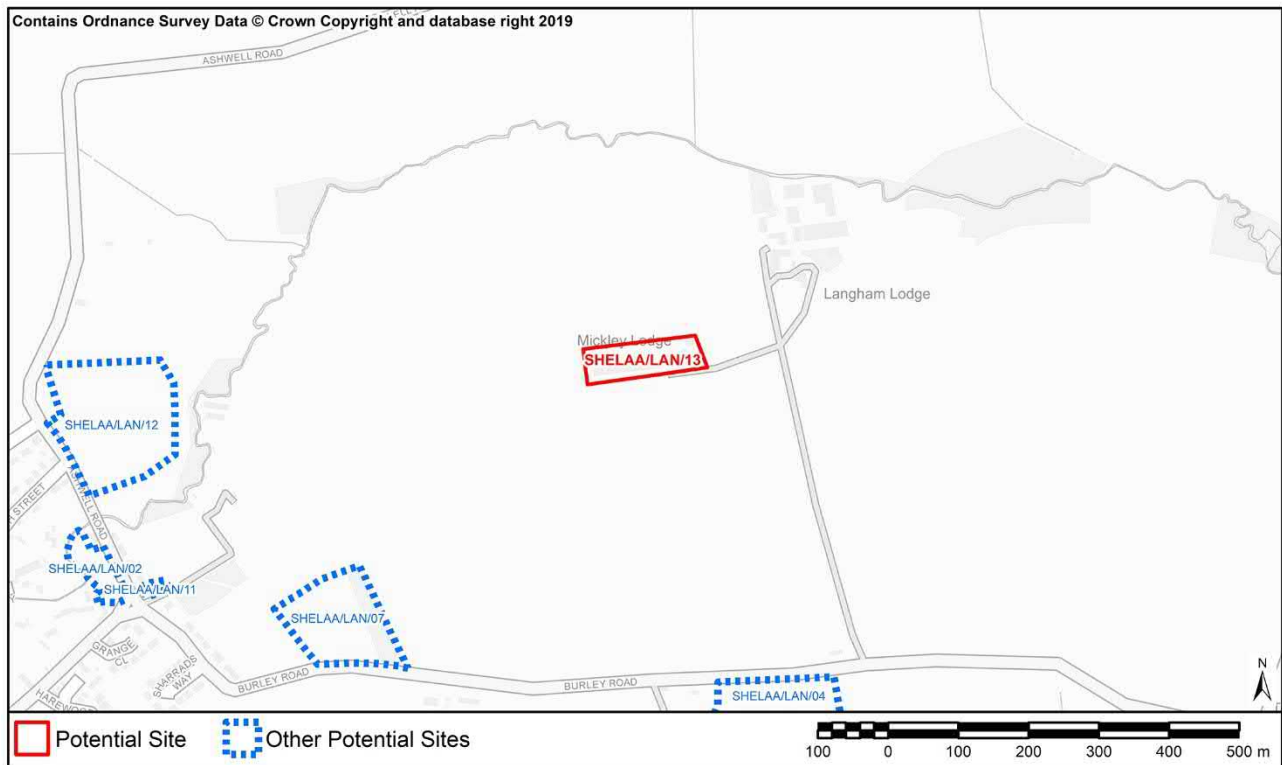 Contains Ordnance Survey Data © Crown Copyright and database right 2019
ASHWELL ROAD
Langham Lodge
Mickley Lodge
SHELAA/LAN/13
SHELAA/LAN/12
ASHWELL ROAD
STREET
SHELAA/LAN/02
SHELAA/LAN/11
SHELAA/LAN/07
GRANGE
CL
SHARRADS
WAY
BURLEY ROAD
BURLEY ROAD
SHELAA/LAN/04
N
Potential Site
Other Potential Sites
100 0 100 200 300 400 500 m